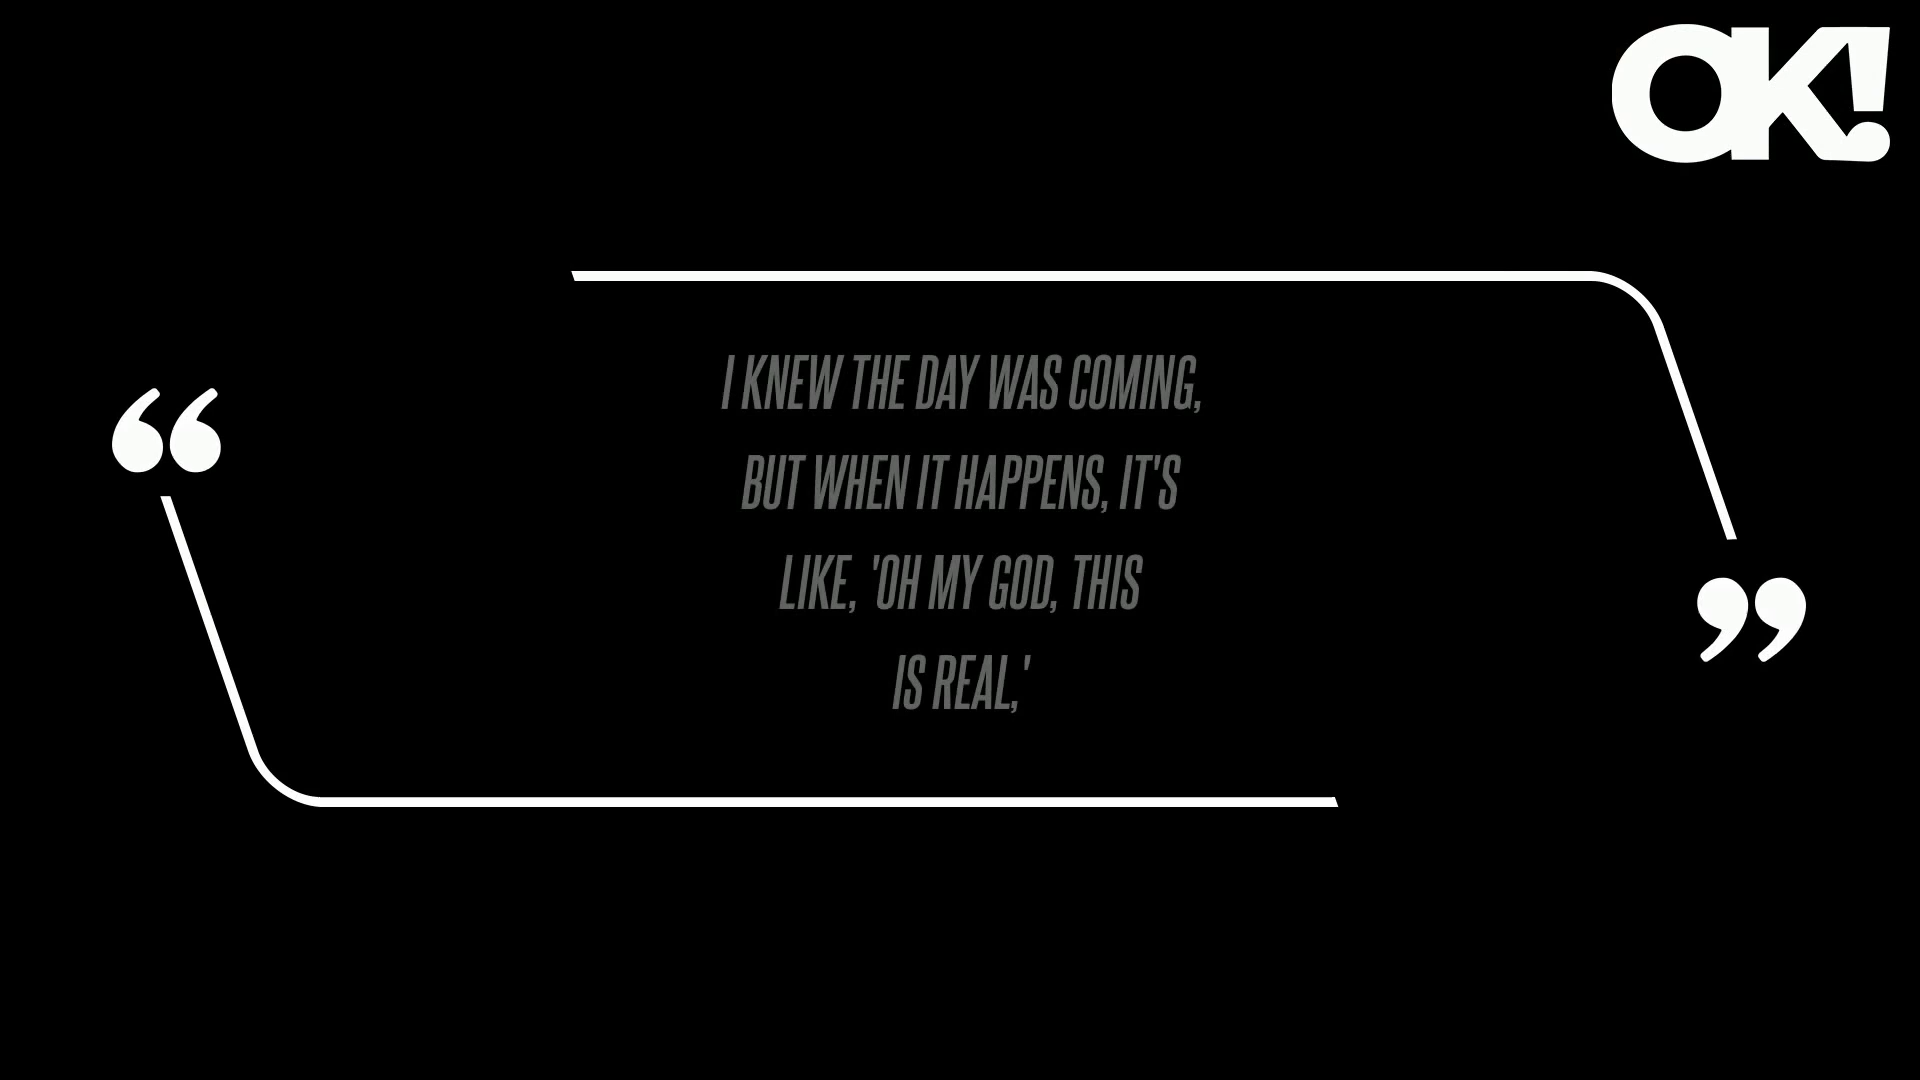 OK!
“
I KNEW THE DAY WAS COMING,
BUT WHEN IT HAPPENS, IT'S
LIKE, 'OH MY GOD, THIS
IS REAL,'
”